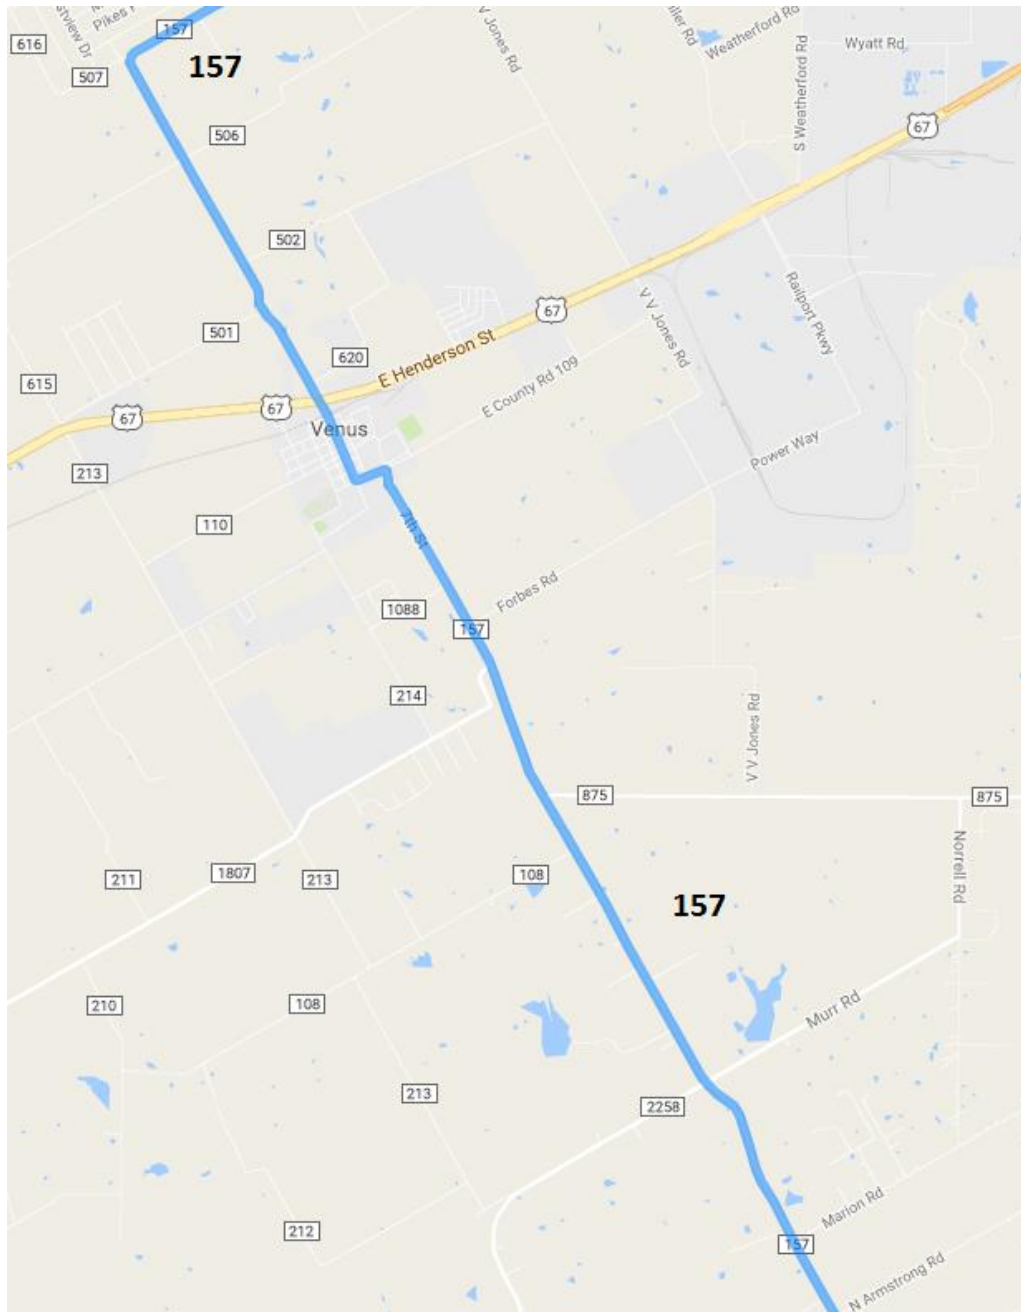 Pikes
157
616
157
507
506
502
501
620
615
67
67
67
67
E Henderson St
Venus
E County Rd 109
V V Jones Rd
V Jones Rd
Weatherford Rd
Wyatt Rd
S Weatherford Rd
Railport Pkwy
Power Way
213
110
7th St
Forbes Rd
1088
157
214
V V Jones Rd
875
875
Norrell Rd
211
1807
213
108
157
210
108
Murr Rd
213
2258
Marion Rd
212
157
N Armstrong Rd